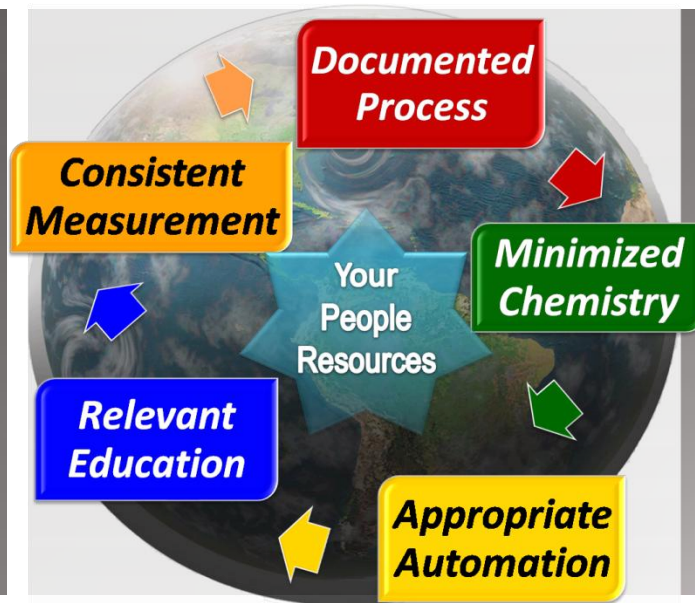 Documented
Process
Consistent
Measurement
Minimized
Chemistry
Your
People
Resources
Relevant
Education
Appropriate
Automation